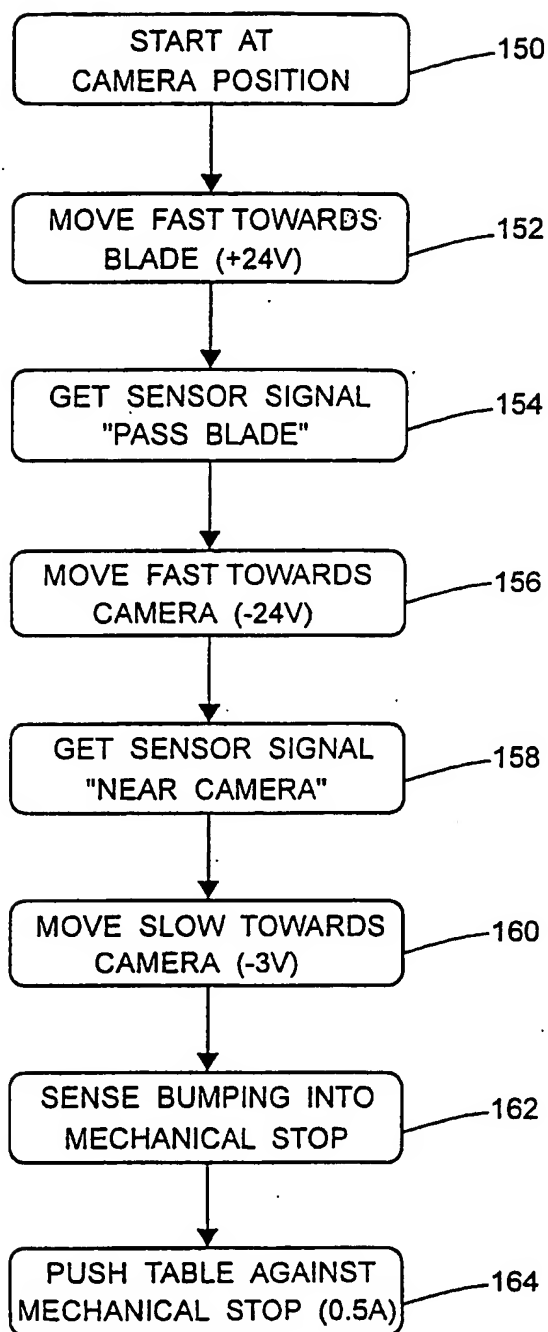 START AT
CAMERA POSITION
150
MOVE FAST TOWARDS
BLADE (+24V)
152
GET SENSOR SIGNAL
"PASS BLADE"
154
MOVE FAST TOWARDS
CAMERA (-24V)
156
GET SENSOR SIGNAL
"NEAR CAMERA"
158
MOVE SLOW TOWARDS
CAMERA (-3V)
160
SENSE BUMPING INTO
MECHANICAL STOP
162
PUSH TABLE AGAINST
MECHANICAL STOP (0.5A)
164